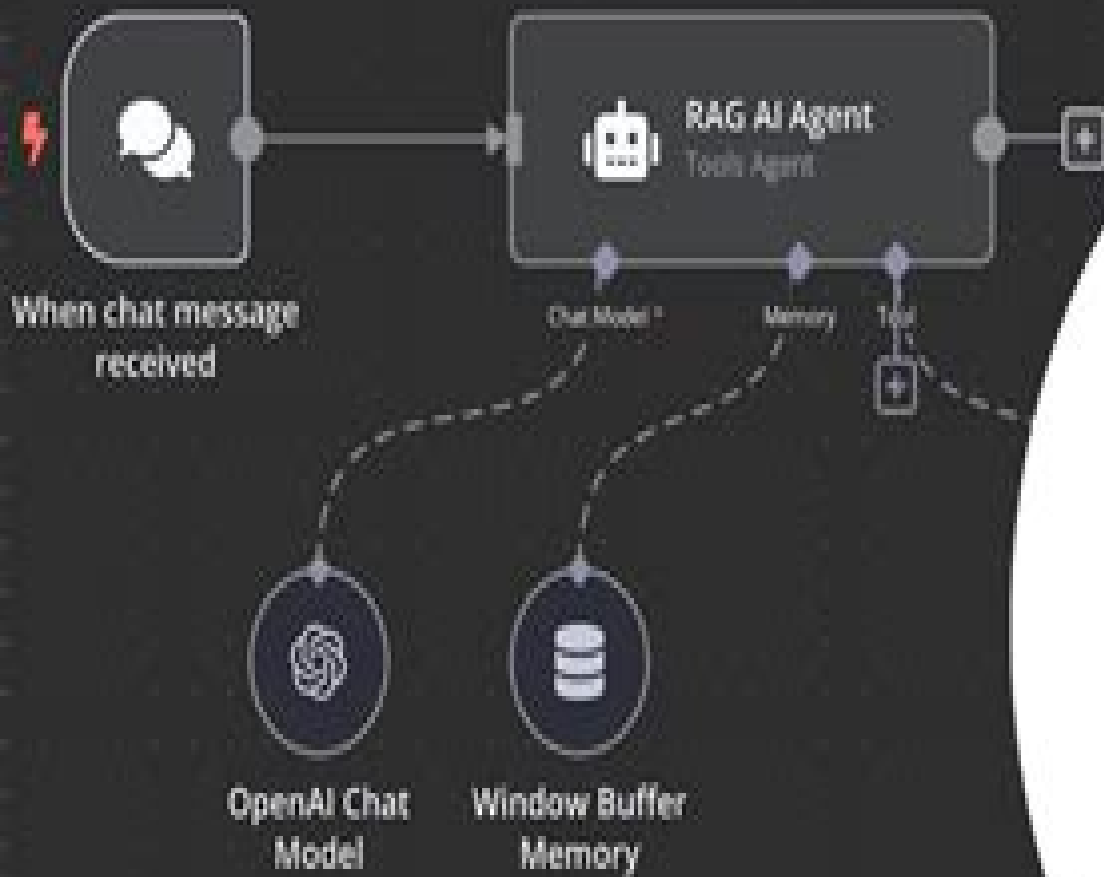 RAG AI Agent
Tools Agent
When chat message
received
Chat Model *
Memory
Tool
OpenAI Chat
Model
Window Buffer
Memory